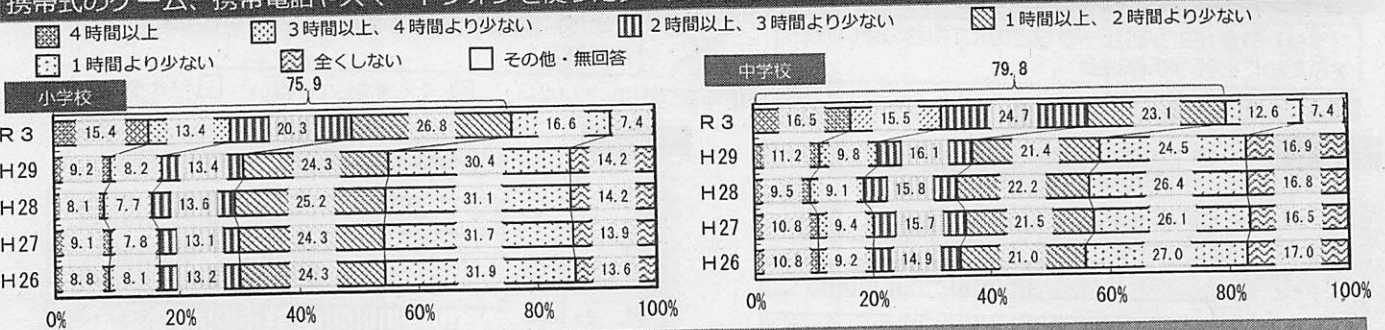 携帯式のゲーム、携帯電話やスマートフォンを使った
4時間以上 3時間以上、4時間より少ない 2時間以上、3時間より少ない 1時間以上、2時間より少ない
1時間より少ない 全くしない その他・無回答
小学校
75.9
R3 15.4 13.4 20.3 26.8 16.6 7.4
H29 9.2 8.2 13.4 24.3 30.4 14.2
H28 8.1 7.7 13.6 25.2 31.1 14.2
H27 9.1 7.8 13.1 24.3 31.7 13.9
H26 8.8 8.1 13.2 24.3 31.9 13.6
0% 20% 40% 60% 80% 100%
中学校
79.8
R3 16.5 15.5 24.7 23.1 12.6 7.4
H29 11.2 9.8 16.1 21.4 24.5 16.9
H28 9.5 9.1 15.8 22.2 26.4 16.8
H27 10.8 9.4 15.7 21.5 26.1 16.5
H26 10.8 9.2 14.9 21.0 27.0 17.0
0% 20% 40% 60% 80% 100%